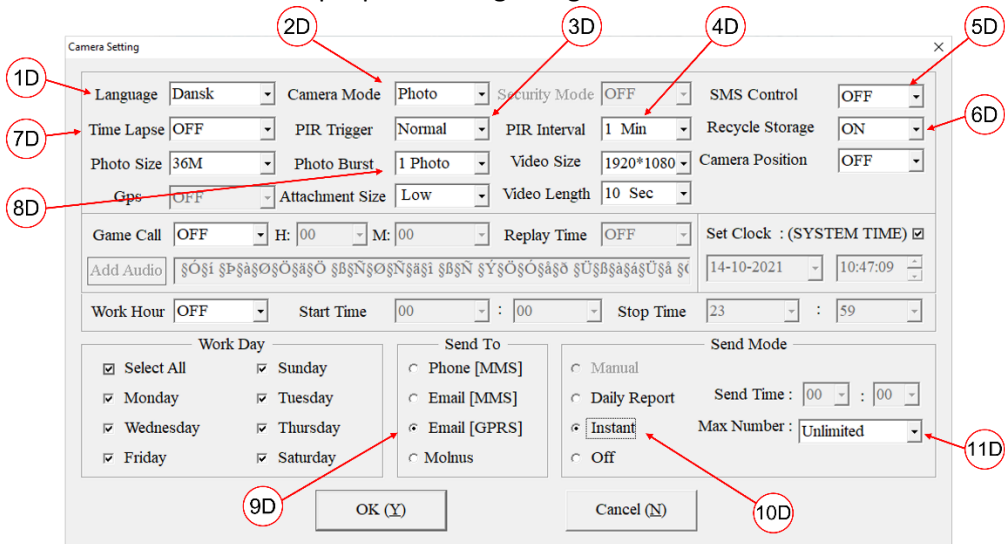 2D 3D 4D 5D
Camera Setting
1D Language Dansk Camera Mode Photo Security Mode OFF SMS Control OFF
7D Time Lapse OFF PIR Trigger Normal PIR Interval 1 Min Recycle Storage ON 6D
Photo Size 36M Photo Burst 1 Photo Video Size 1920*1080 Camera Position OFF
8D Gps OFF Attachment Size Low Video Length 10 Sec
Game Call OFF H: 00 M: 00 Replay Time OFF Set Clock : (SYSTEM TIME)
Add Audio 14-10-2021 10:47:09
Work Hour OFF Start Time 00 : 00 Stop Time 23 : 59
Work Day Send To Send Mode
Select All Sunday Phone [MMS] Manual
Monday Tuesday Email [MMS] Daily Report Send Time : 00 : 00
Wednesday Thursday Email [GPRS] Instant Max Number : Unlimited
Friday Saturday Molnus Off 11D
9D OK (Y) Cancel (N) 10D